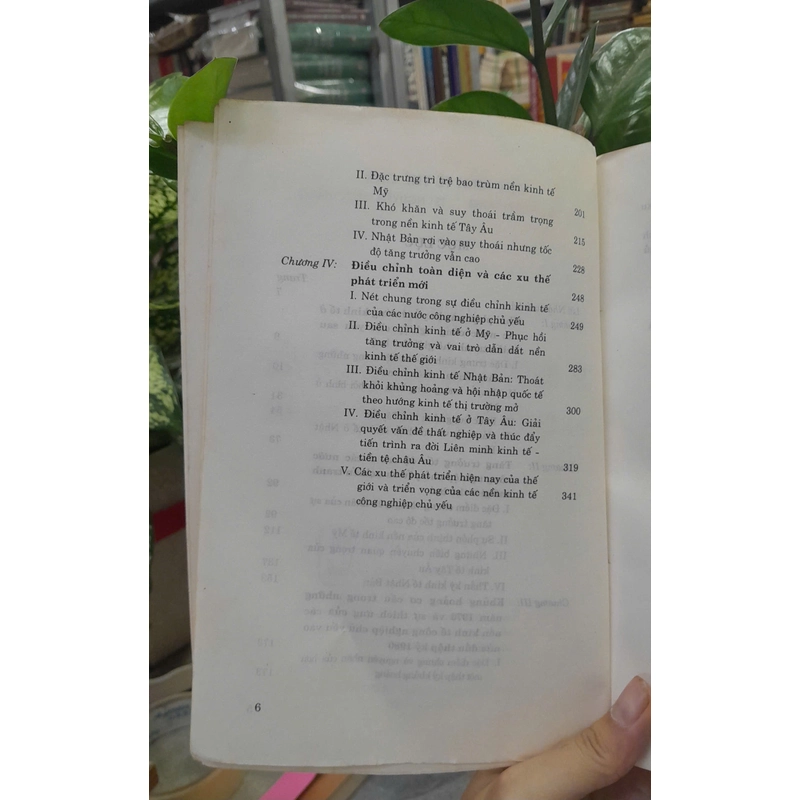 II. Đặc trưng trì trệ bao trùm nền kinh tế
Mỹ 201
III. Khó khăn và suy thoái trầm trọng
trong nền kinh tế Tây Âu 215
IV. Nhật Bản rơi vào suy thoái nhưng tốc
độ tăng trưởng vẫn cao 228
Chương IV: Điều chỉnh toàn diện và các xu thế
phát triển mới 248
I. Nét chung trong sự điều chỉnh kinh tế
của các nước công nghiệp chủ yếu 249
II. Điều chỉnh kinh tế ở Mỹ - Phục hồi
tăng trưởng và vai trò dẫn dắt nền
kinh tế thế giới 283
III. Điều chỉnh kinh tế Nhật Bản: Thoát
khỏi khủng hoảng và hội nhập quốc tế
theo hướng kinh tế thị trường mở 300
IV. Điều chỉnh kinh tế ở Tây Âu: Giải
quyết vấn đề thất nghiệp và thúc đẩy
tiến trình ra đời Liên minh kinh tế -
tiền tệ châu Âu 319
V. Các xu thế phát triển hiện nay của thế
giới và triển vọng của các nền kinh tế 341
công nghiệp chủ yếu
6